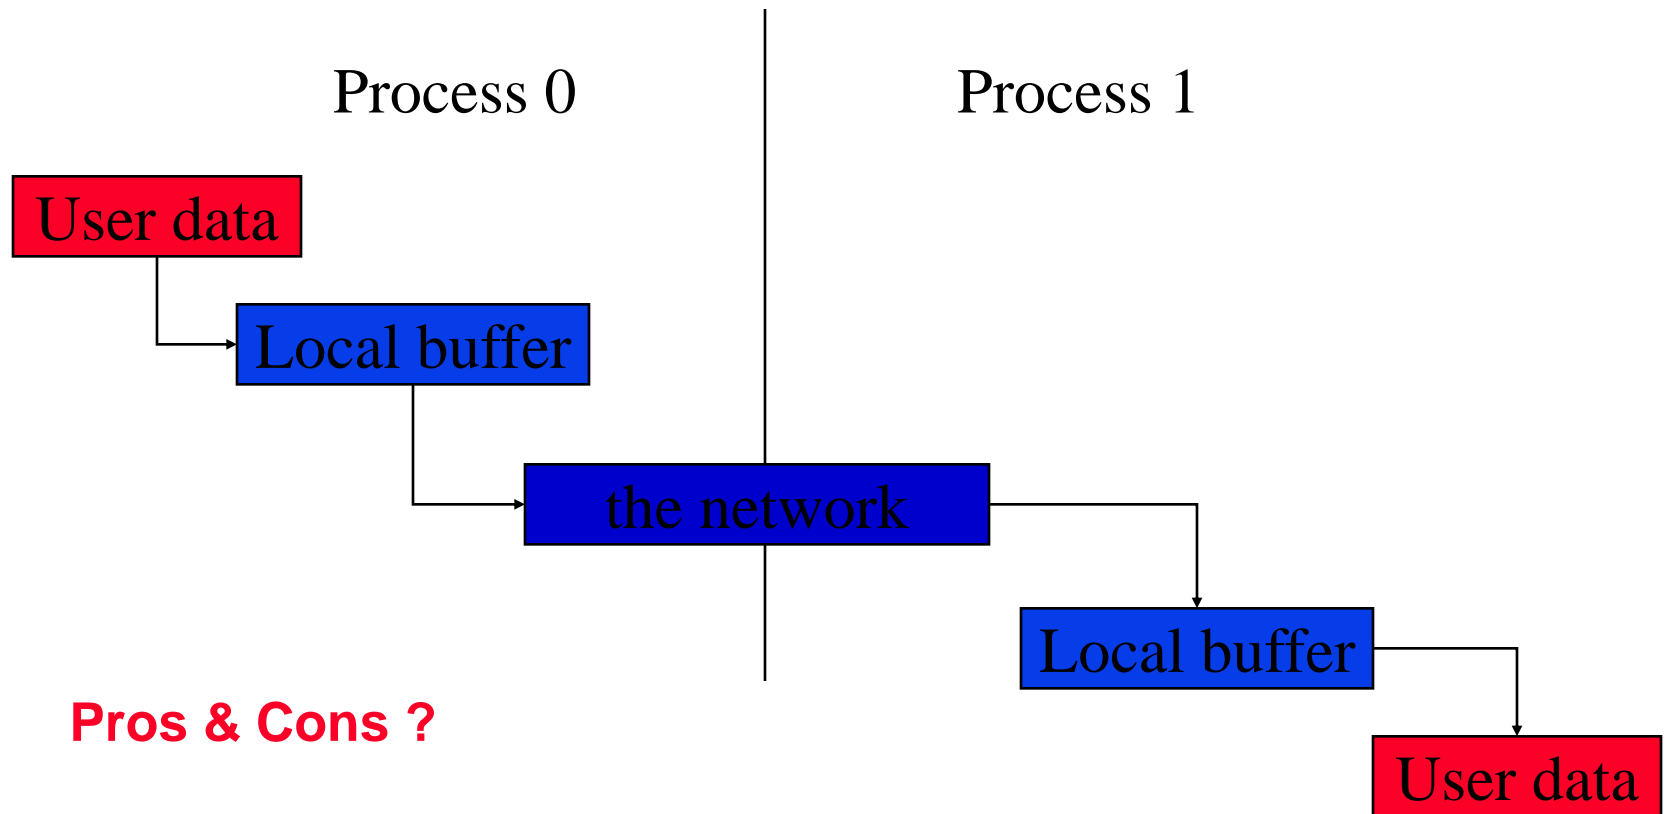 Process 0
Process 1
User data
Local buffer
the network
Local buffer
Pros & Cons ?
User data